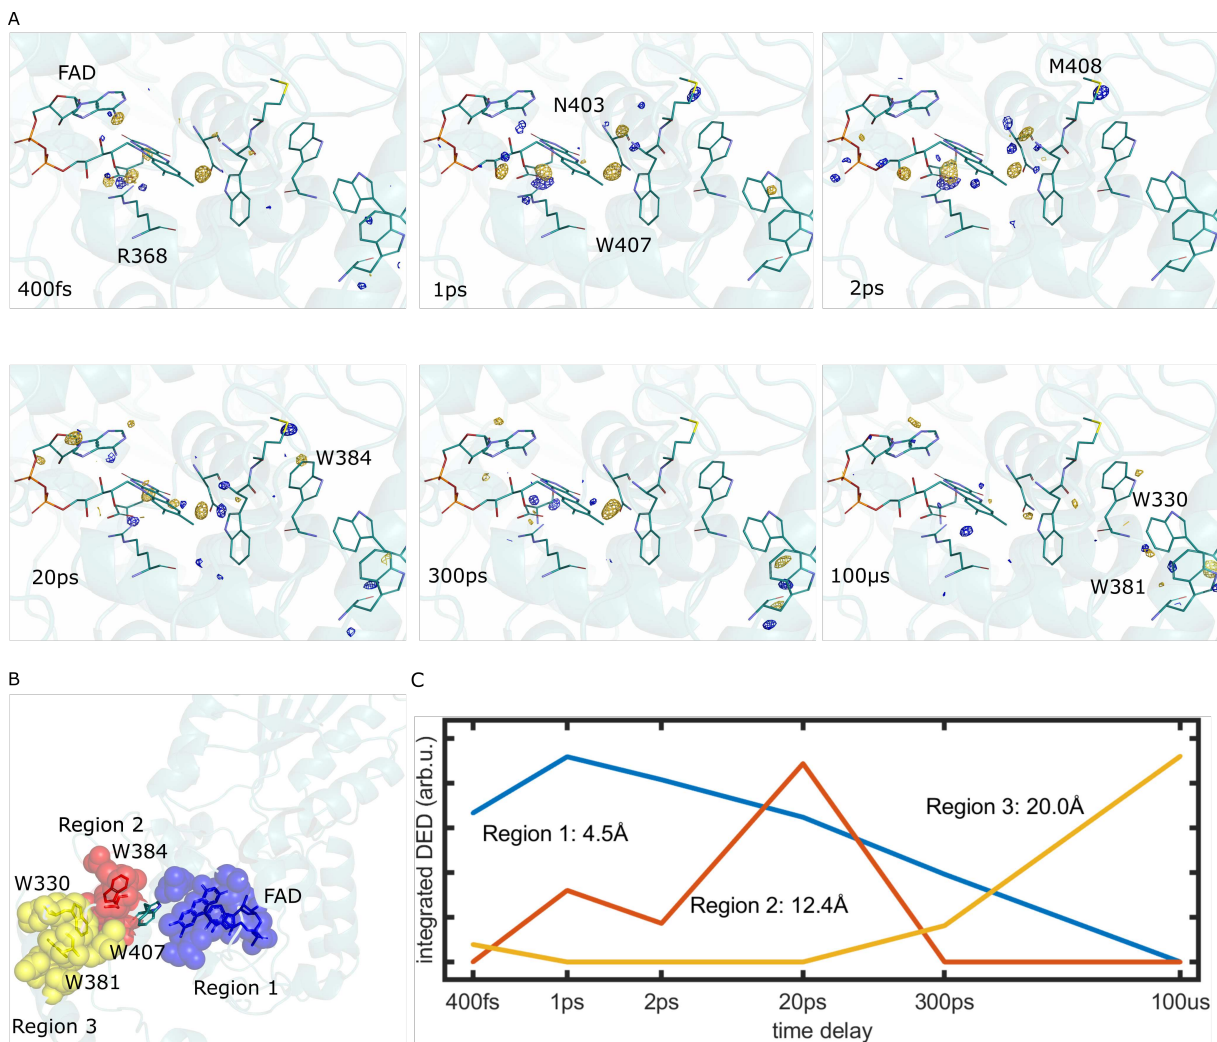 A
FAD
R368
400fs
N403
W407
1ps
M408
2ps
20ps
W384
300ps
W330
W381
100µs
B
Region 2
W384
W330
FAD
W407
W381
Region 1
Region 3
C
integrated DED (arb.u.)
Region 1: 4.5Å
Region 2: 12.4Å
Region 3: 20.0Å
400fs 1ps 2ps 20ps 300ps 100us
time delay